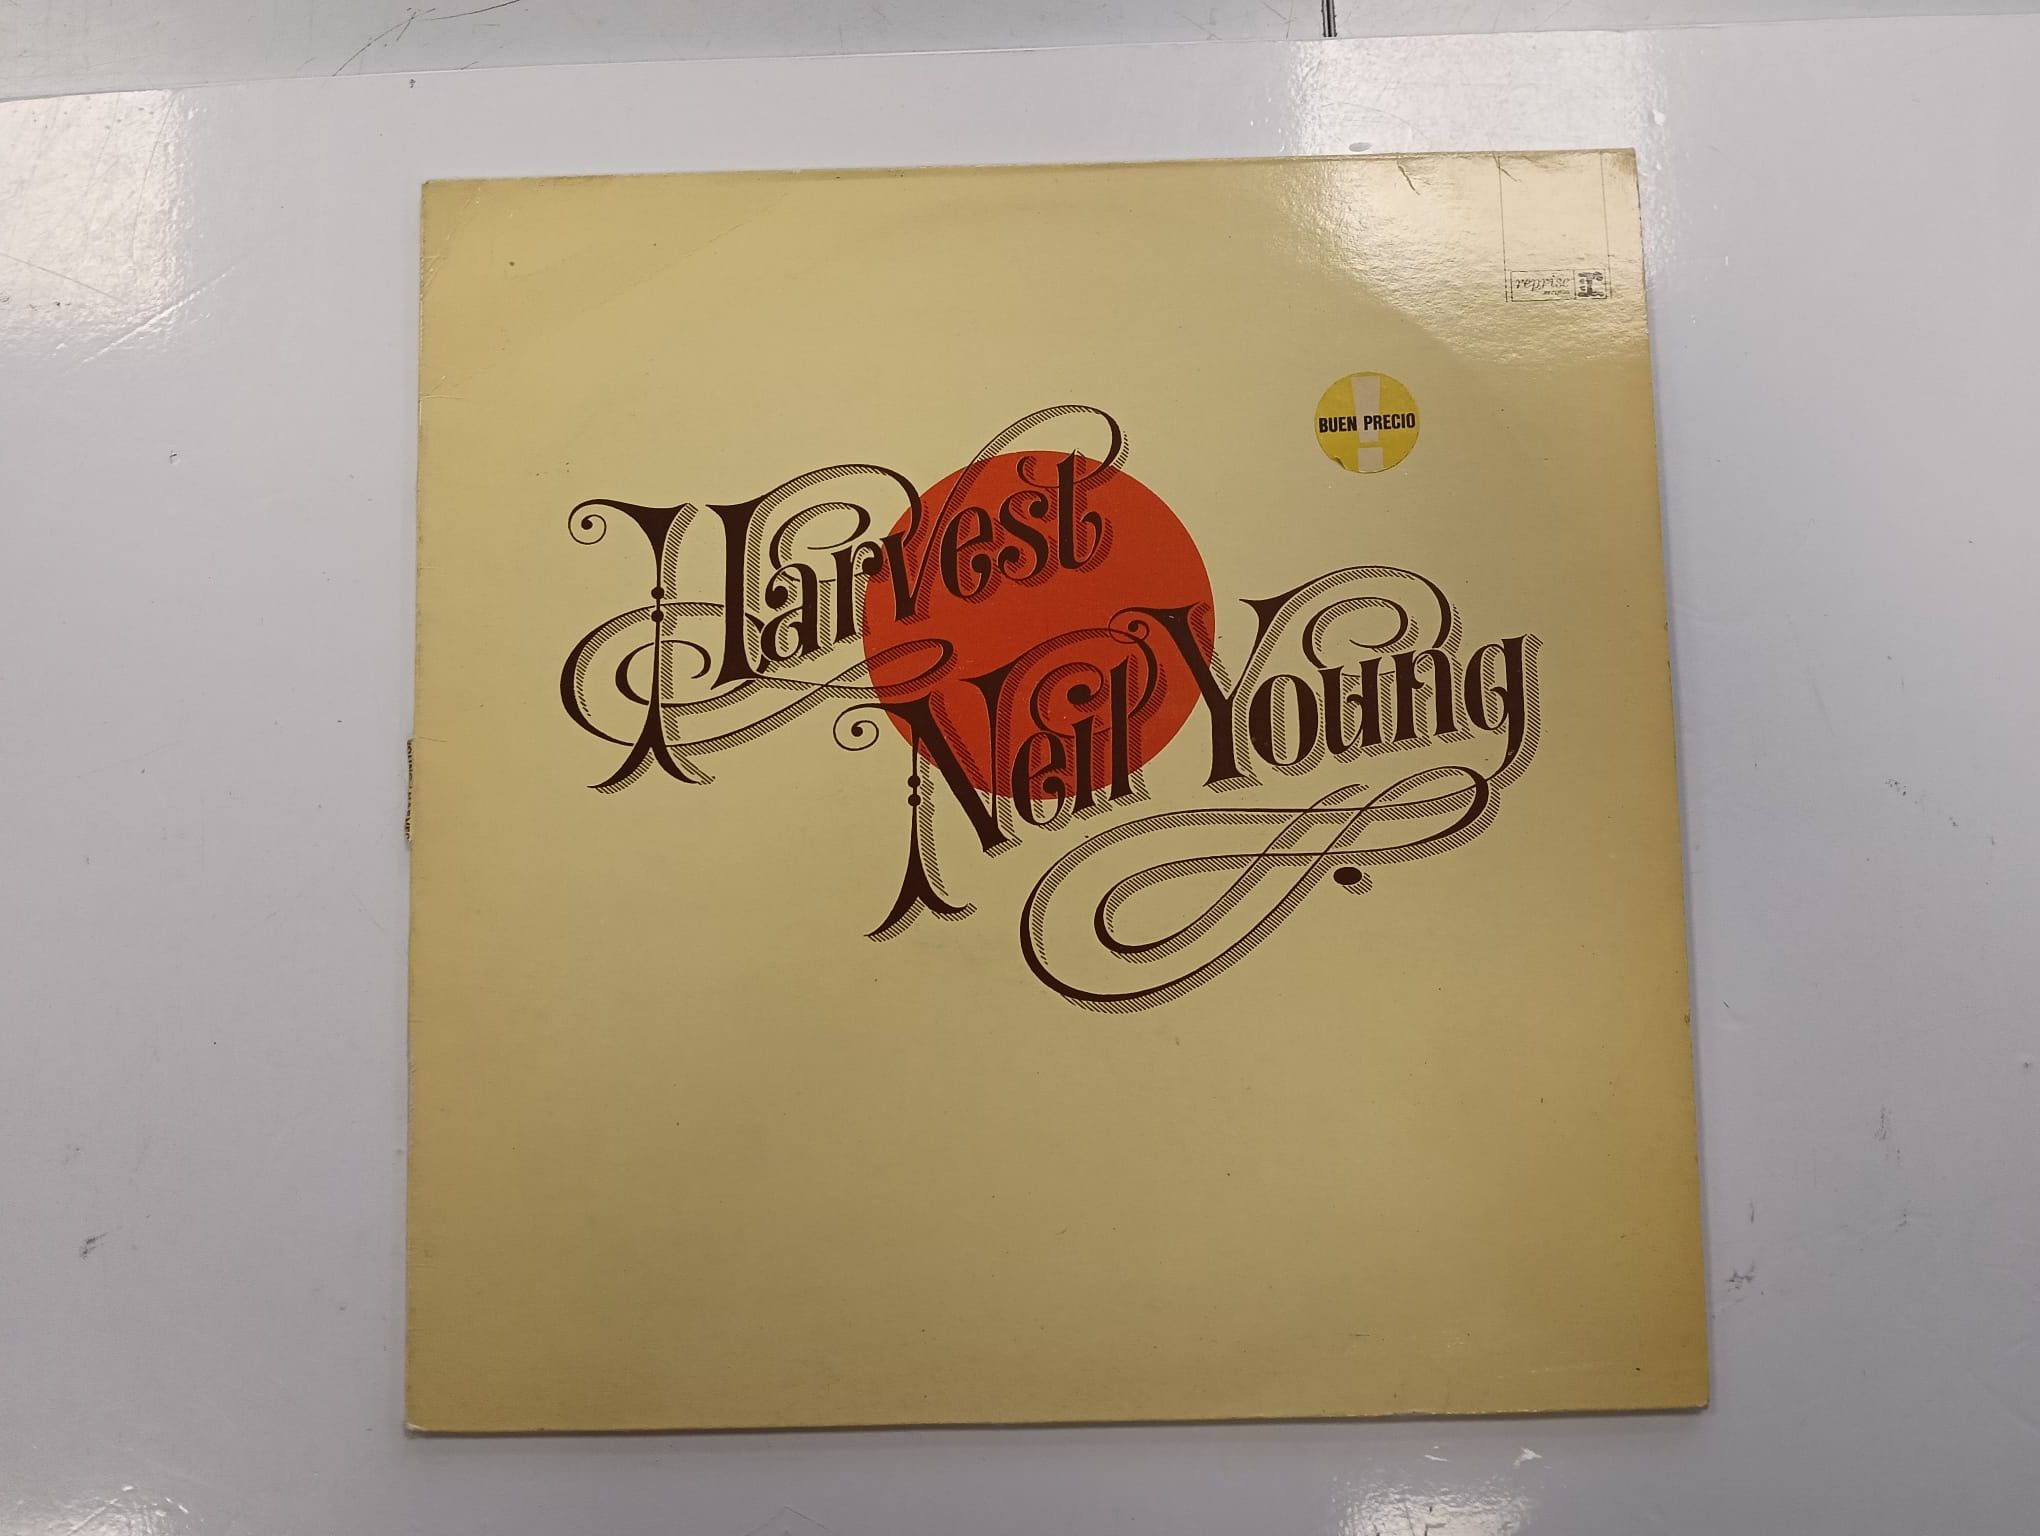 reprise
BUEN PRECIO
Harvest
Neil Young